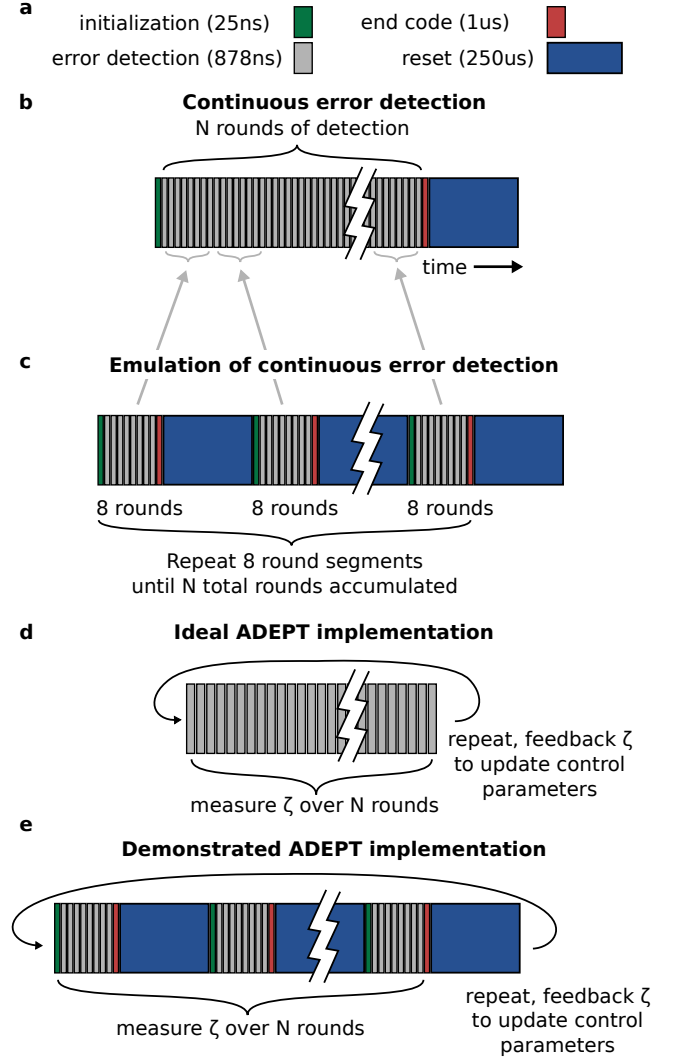 a
initialization (25ns)
end code (1us)
error detection (878ns)
reset (250us)
b
Continuous error detection
N rounds of detection
time
c
Emulation of continuous error detection
8 rounds
8 rounds
8 rounds
Repeat 8 round segments
until N total rounds accumulated
d
Ideal ADEPT implementation
repeat, feedback ζ
to update control
parameters
measure ζ over N rounds
e
Demonstrated ADEPT implementation
repeat, feedback ζ
to update control
parameters
measure ζ over N rounds